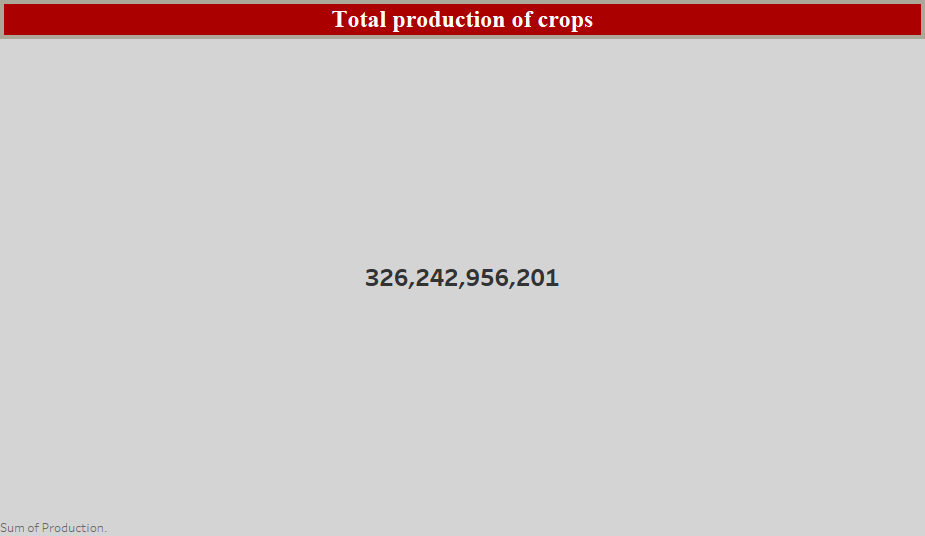 Total production of crops
326,242,956,201
Sum of Production.